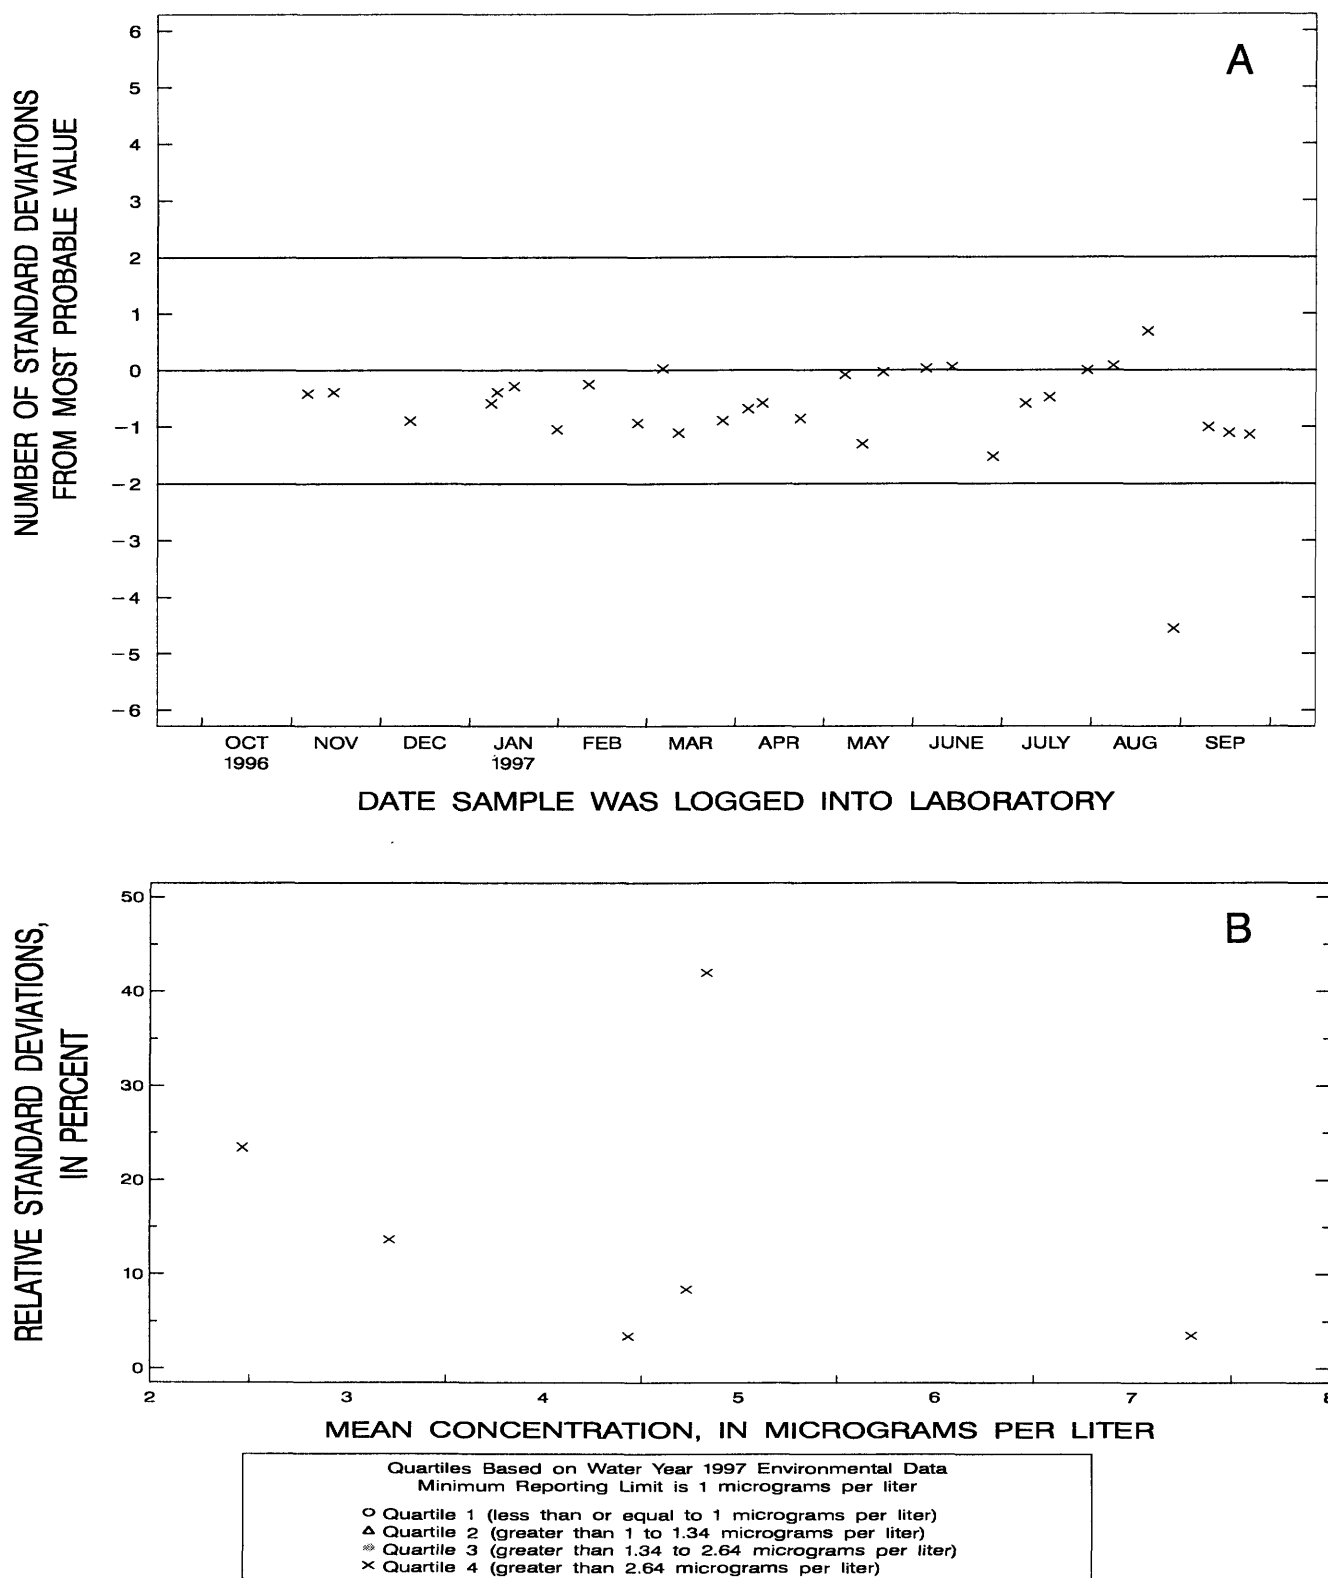 A
NUMBER OF STANDARD DEVIATIONS
FROM MOST PROBABLE VALUE
6
5
4
3
2
1
0
−1
−2
−3
−4
−5
−6
OCT NOV DEC JAN FEB MAR APR MAY JUNE JULY AUG SEP
1996 1997
DATE SAMPLE WAS LOGGED INTO LABORATORY
B
RELATIVE STANDARD DEVIATIONS,
IN PERCENT
50
40
30
20
10
0
2 3 4 5 6 7 8
MEAN CONCENTRATION, IN MICROGRAMS PER LITER
Quartiles Based on Water Year 1997 Environmental Data
Minimum Reporting Limit is 1 micrograms per liter
Quartile 1 (less than or equal to 1 micrograms per liter)
Quartile 2 (greater than 1 to 1.34 micrograms per liter)
Quartile 3 (greater than 1.34 to 2.64 micrograms per liter)
Quartile 4 (greater than 2.64 micrograms per liter)